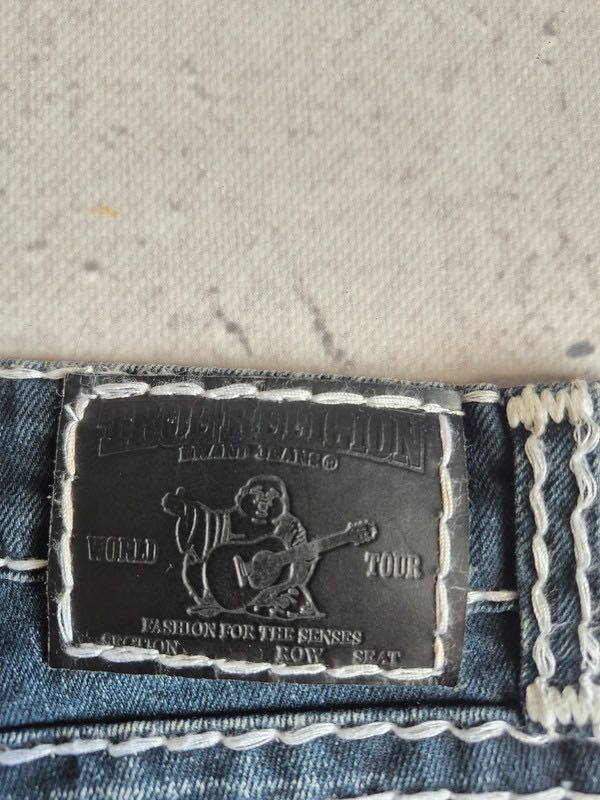 TRUE RELIGION
BRAND JEANS®
WORLD TOUR
FASHION FOR THE SENSES
SECTION ROW SEAT